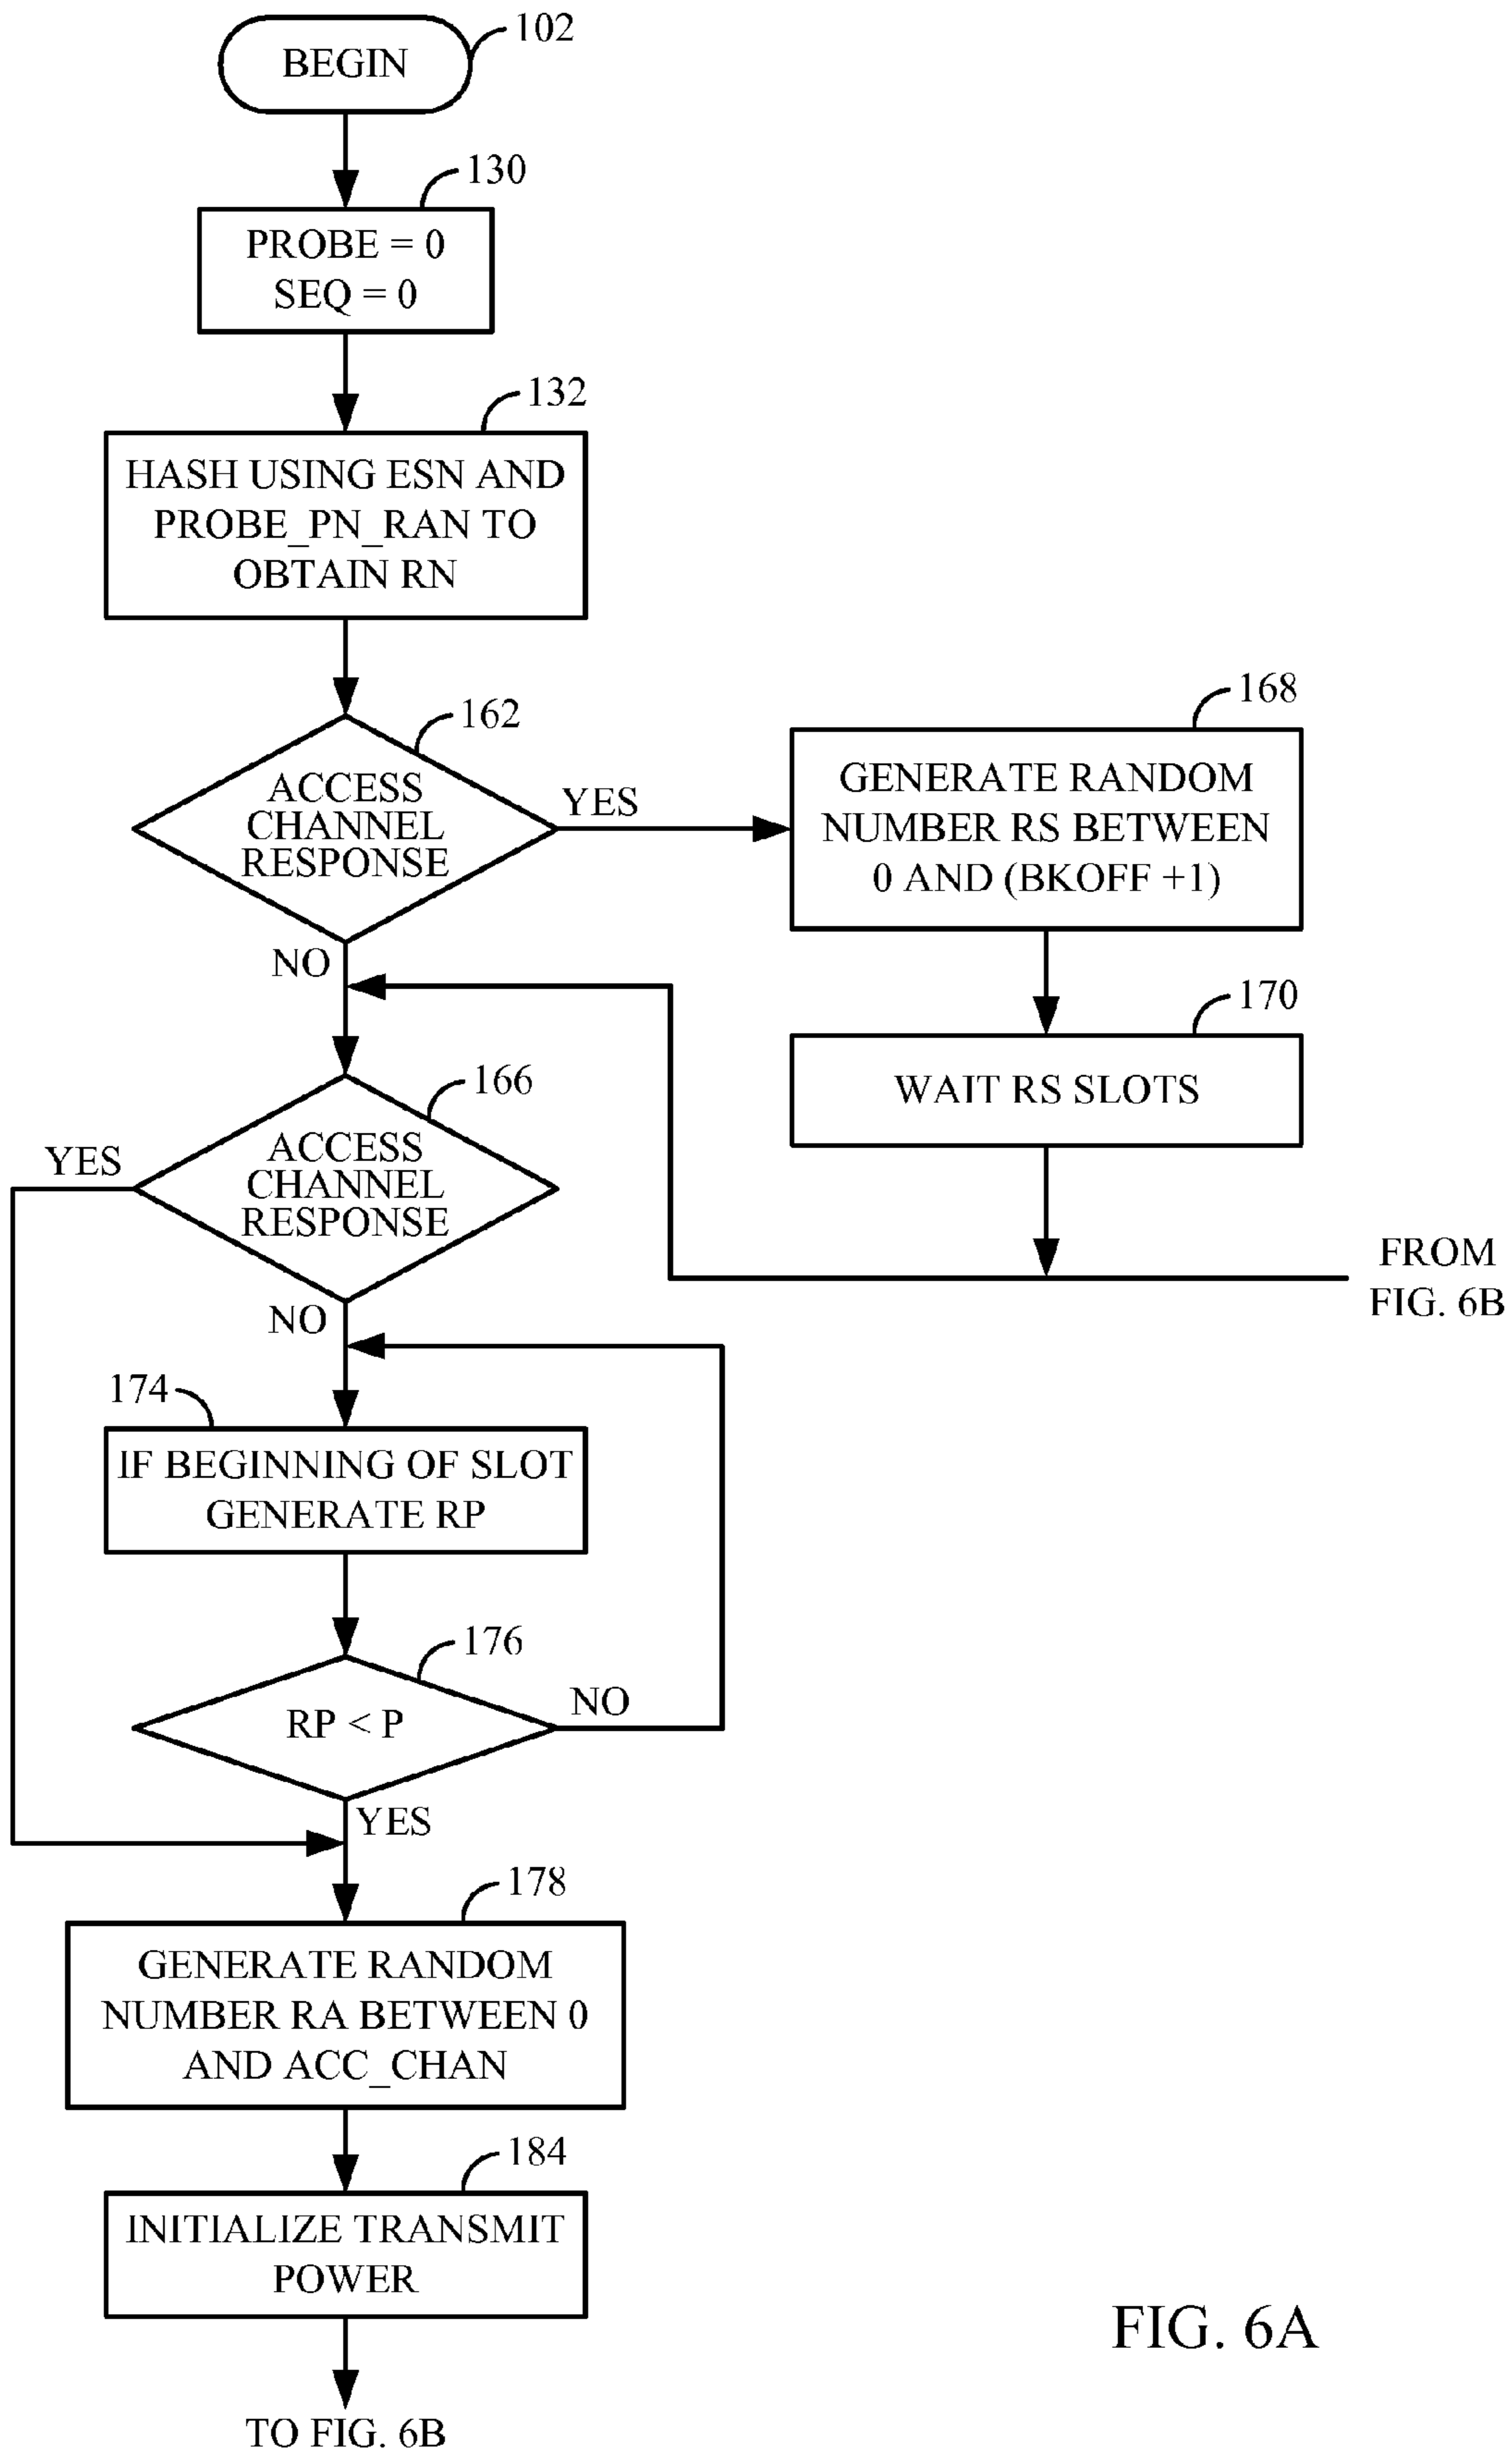 102
BEGIN
130
PROBE = 0
SEQ = 0
132
HASH USING ESN AND
PROBE_PN_RAN TO
OBTAIN RN
162
ACCESS
CHANNEL
RESPONSE
YES
NO
168
GENERATE RANDOM
NUMBER RS BETWEEN
0 AND (BKOFF +1)
170
WAIT RS SLOTS
FROM
FIG. 6B
166
ACCESS
CHANNEL
RESPONSE
YES
NO
174
IF BEGINNING OF SLOT
GENERATE RP
176
RP < P
NO
YES
178
GENERATE RANDOM
NUMBER RA BETWEEN 0
AND ACC_CHAN
184
INITIALIZE TRANSMIT
POWER
TO FIG. 6B
FIG. 6A